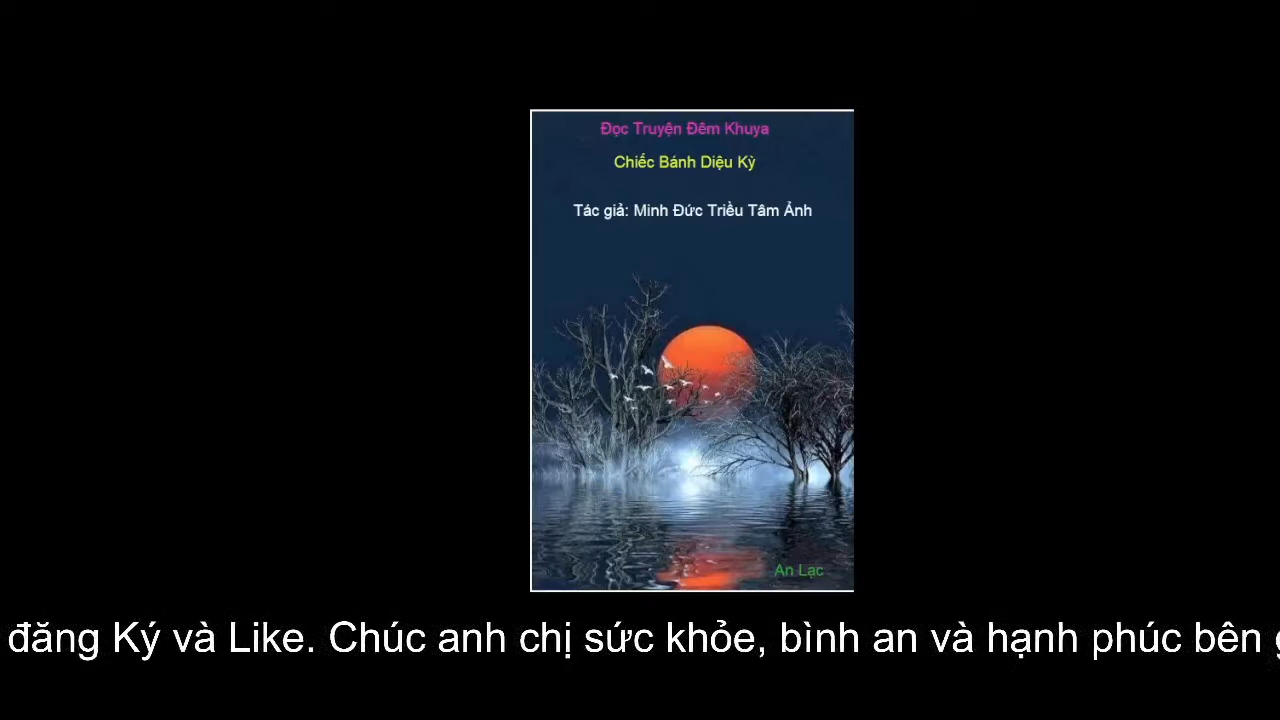 Đọc Truyện Đêm Khuya
Chiếc Bánh Diệu Kỳ
Tác giả: Minh Đức Triều Tâm Ảnh
An Lạc
đăng Ký và Like. Chúc anh chị sức khỏe, bình an và hạnh phúc bên